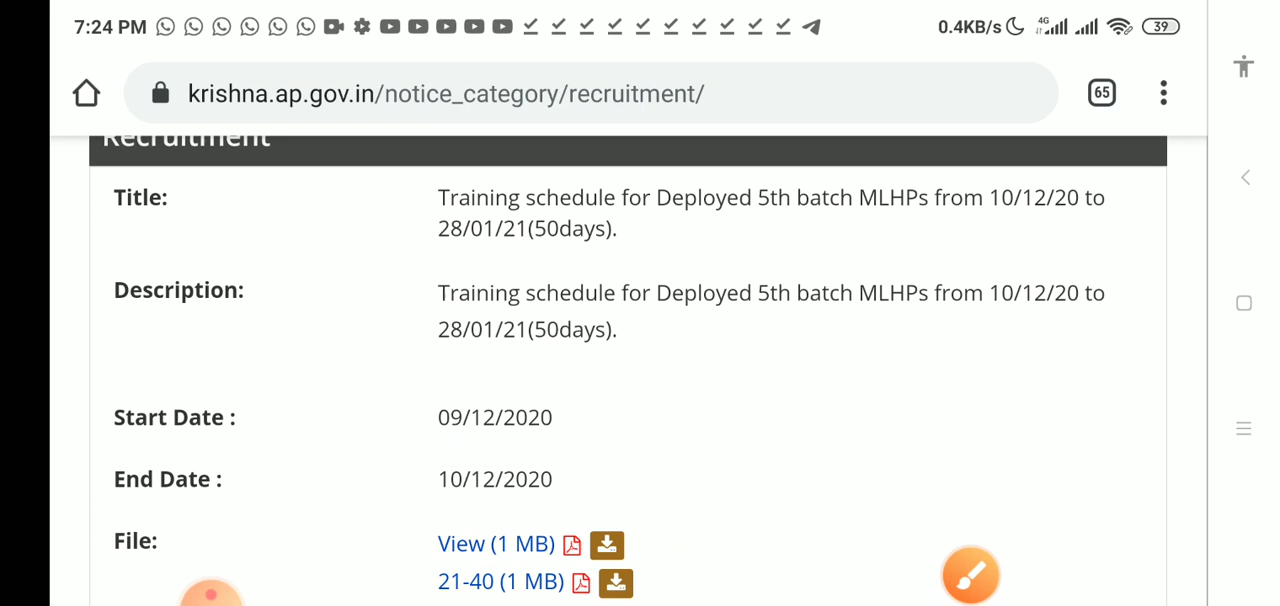 7:24 PM 0.4KB/s 4G 39
krishna.ap.gov.in/notice_category/recruitment/ 65
Recruitment
Title: Training schedule for Deployed 5th batch MLHPs from 10/12/20 to
28/01/21(50days).
Description: Training schedule for Deployed 5th batch MLHPs from 10/12/20 to
28/01/21(50days).
Start Date : 09/12/2020
End Date : 10/12/2020
File: View (1 MB)
21-40 (1 MB)